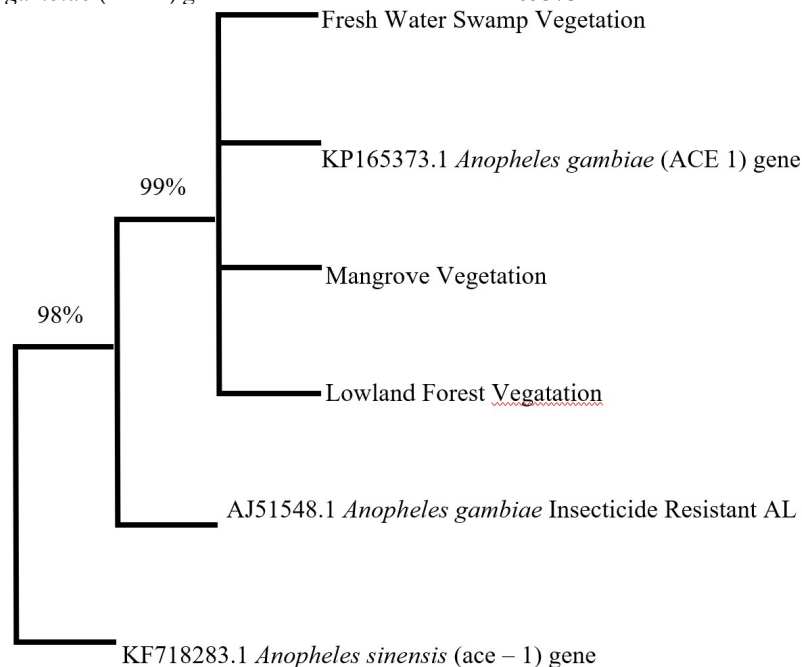 Fresh Water Swamp Vegetation
KP165373.1 Anopheles gambiae (ACE 1) gene
99%
Mangrove Vegetation
98%
Lowland Forest Vegatation
AJ51548.1 Anopheles gambiae Insecticide Resistant AL
KF718283.1 Anopheles sinensis (ace – 1) gene